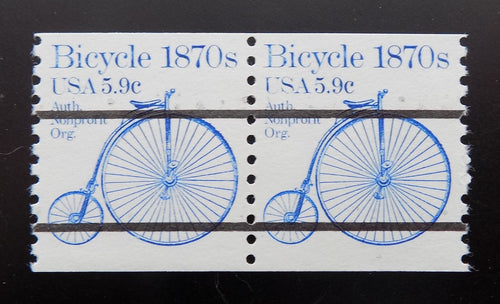 Bicycle 1870s
USA 5.9c
Auth.
Nonprofit
Org.
Bicycle 1870s
USA 5.9c
Auth.
Nonprofit
Org.